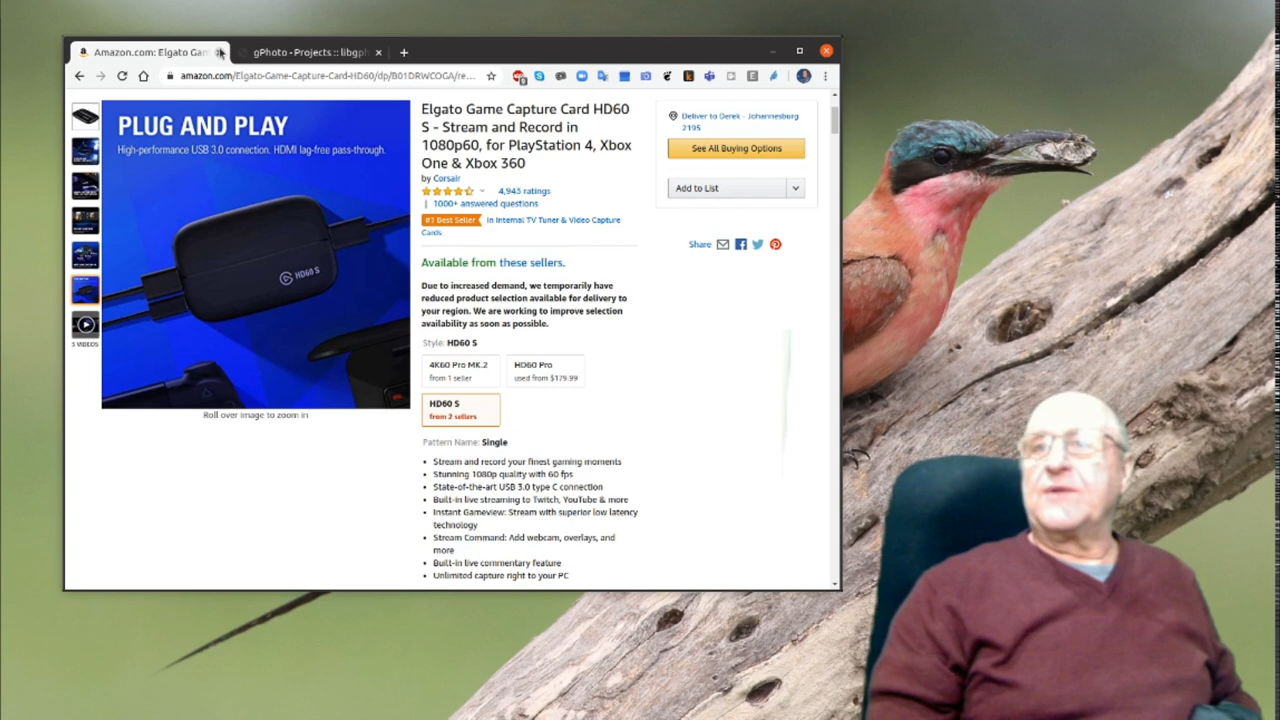 Amazon.com: Elgato Gam
gPhoto - Projects :: libgph
amazon.com/Elgato-Game-Capture-Card-HD60/dp/B01DRWCOGA/re...
PLUG AND PLAY
High-performance USB 3.0 connection. HDMI lag-free pass-through.
HD60 S
3 VIDEOS
Roll over image to zoom in
Elgato Game Capture Card HD60
S - Stream and Record in
1080p60, for PlayStation 4, Xbox
One & Xbox 360
by Corsair
4,945 ratings
| 1000+ answered questions
#1 Best Seller in Internal TV Tuner & Video Capture
Cards
Available from these sellers.
Due to increased demand, we temporarily have
reduced product selection available for delivery to
your region. We are working to improve selection
availability as soon as possible.
Style: HD60 S
4K60 Pro MK.2
from 1 seller
HD60 Pro
used from $179.99
HD60 S
from 2 sellers
Pattern Name: Single
• Stream and record your finest gaming moments
• Stunning 1080p quality with 60 fps
• State-of-the-art USB 3.0 type C connection
• Built-in live streaming to Twitch, YouTube & more
• Instant Gameview: Stream with superior low latency
technology
• Stream Command: Add webcam, overlays, and
more
• Built-in live commentary feature
• Unlimited capture right to your PC
Deliver to Derek - Johannesburg
2195
See All Buying Options
Add to List
Share